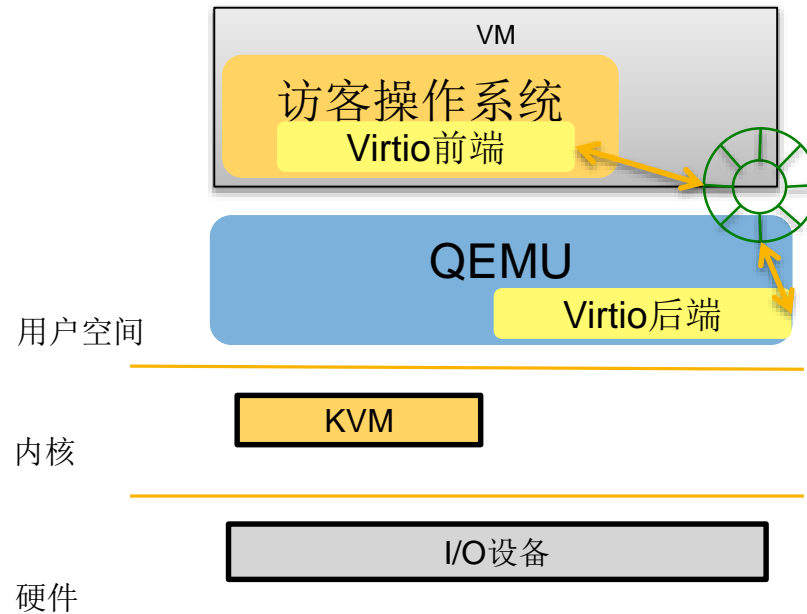 VM
访客操作系统
Virtio前端
QEMU
Virtio后端
用户空间
KVM
内核
I/O设备
硬件